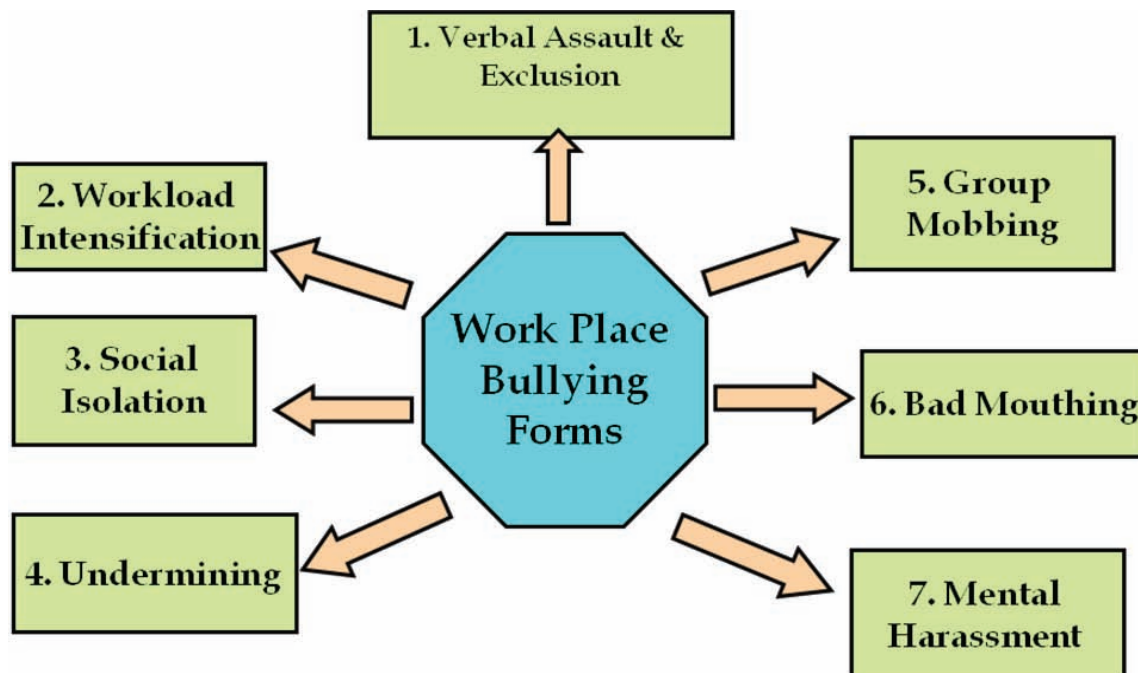 1. Verbal Assault &
Exclusion
2. Workload
Intensification
3. Social
Isolation
4. Undermining
Work Place
Bullying
Forms
5. Group
Mobbing
6. Bad Mouthing
7. Mental
Harassment